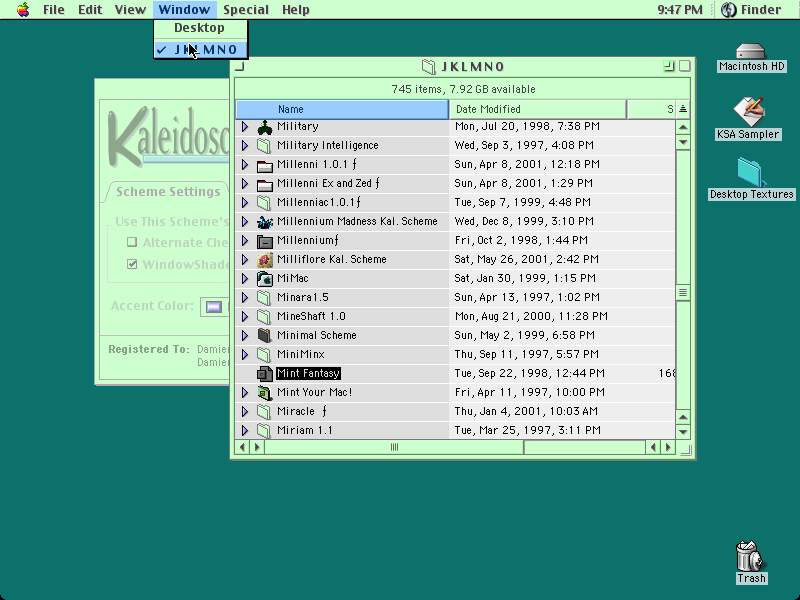 File Edit View Window Special Help 9:47 PM Finder
Desktop
✓ JKLMNO
JKLMNO
745 items, 7.92 GB available
Name Date Modified S
Military Mon, Jul 20, 1998, 7:38 PM
Military Intelligence Wed, Sep 3, 1997, 4:08 PM
Millenni 1.0.1 ƒ Sun, Apr 8, 2001, 12:18 PM
Millenni Ex and Zed ƒ Sun, Apr 8, 2001, 1:29 PM
Millenniac1.0.1ƒ Tue, Sep 7, 1999, 4:48 PM
Millennium Madness Kal. Scheme Wed, Dec 8, 1999, 3:10 PM
Millenniumƒ Fri, Oct 2, 1998, 1:44 PM
Milliflore Kal. Scheme Sat, May 26, 2001, 2:42 PM
MiMac Sat, Jan 30, 1999, 1:15 PM
Minara1.5 Sun, Apr 13, 1997, 1:02 PM
MineShaft 1.0 Mon, Aug 21, 2000, 11:28 PM
Minimal Scheme Sun, May 2, 1999, 6:58 PM
MiniMinx Thu, Sep 11, 1997, 5:57 PM
Mint Fantasy Tue, Sep 22, 1998, 12:44 PM 168
Mint Your Mac! Fri, Apr 11, 1997, 10:00 PM
Miracle ƒ Thu, Jan 4, 2001, 10:03 AM
Miriam 1.1 Tue, Mar 25, 1997, 3:11 PM
Kaleidosc
Scheme Settings
Use This Scheme's
Alternate Che
WindowShad
Accent Color:
Registered To: Damie
Damie
Macintosh HD
KSA Sampler
Desktop Textures
Trash